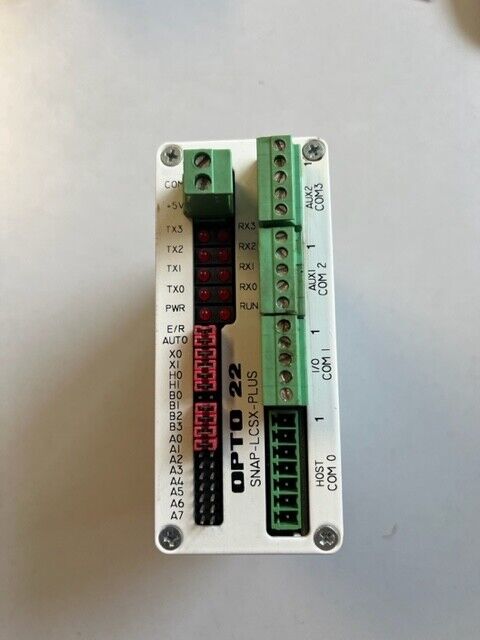 COM
+5V
TX3 RX3
TX2 RX2
TX1 RX1
TX0 RX0
PWR RUN
E/R
AUTO
X0
X1
H0
H1
B0
B1
B2
B3
A0
A1
A2
A3
A4
A5
A6
A7
OPTO 22
SNAP-LCSX-PLUS
1
AUX2
COM3
1
AUX1
COM 2
1
I/O
COM 1
1
HOST
COM 0